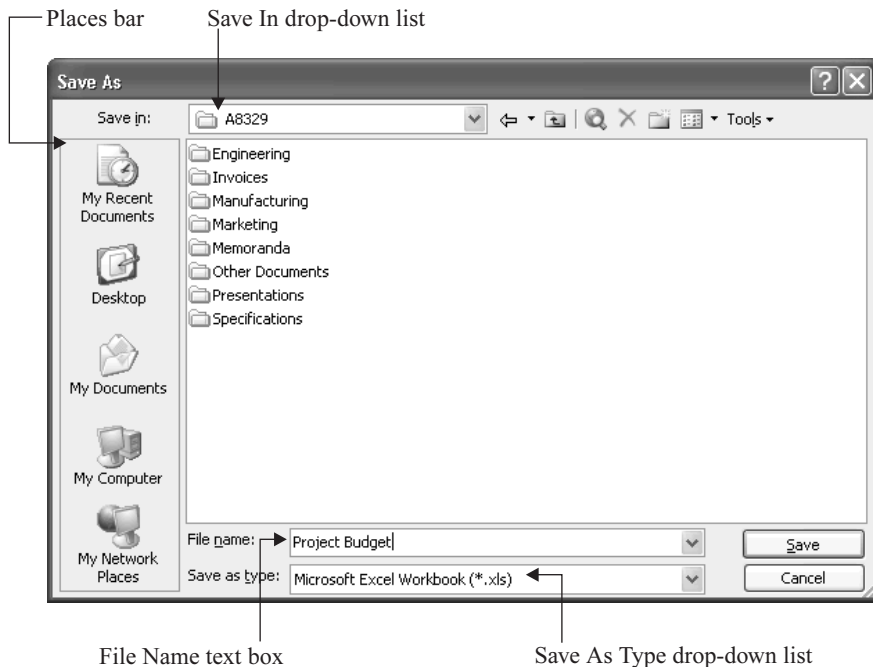 Places bar
Save In drop-down list
Save As
Save in:
A8329
Tools
My Recent
Documents
Desktop
My Documents
My Computer
My Network
Places
Engineering
Invoices
Manufacturing
Marketing
Memoranda
Other Documents
Presentations
Specifications
File name:
Project Budget
Save
Save as type:
Microsoft Excel Workbook (*.xls)
Cancel
File Name text box
Save As Type drop-down list